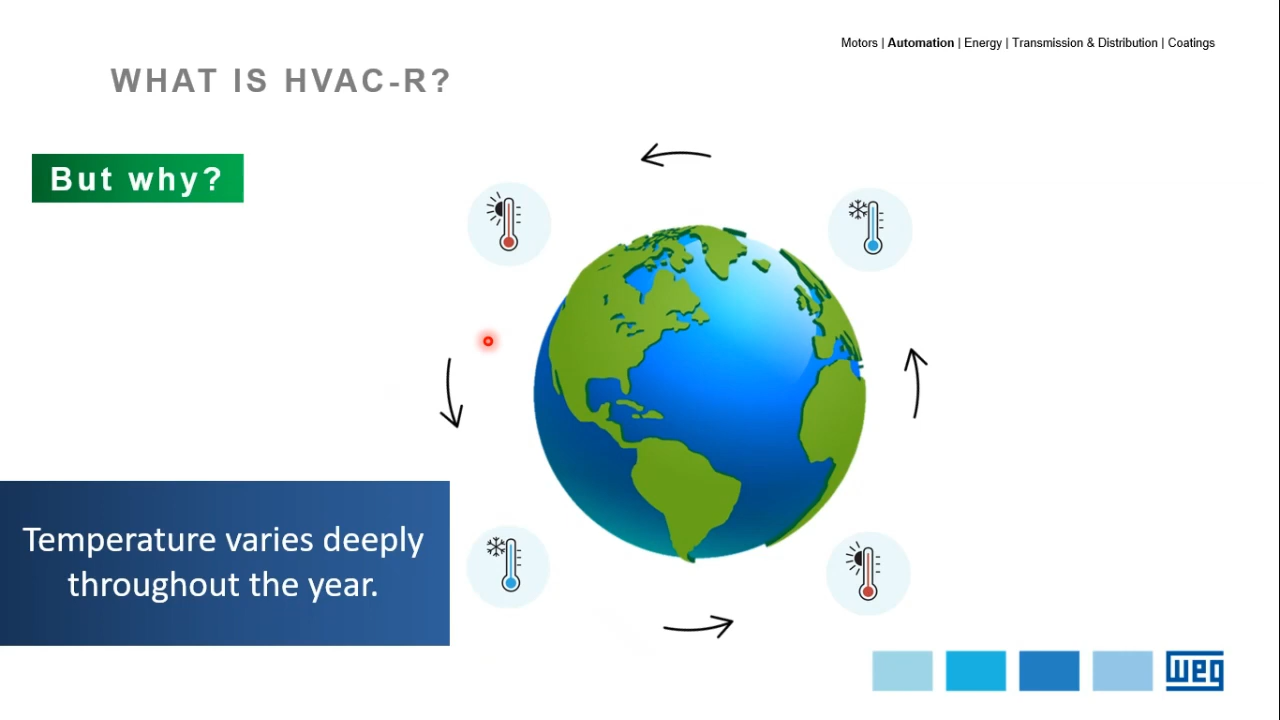 Motors | Automation | Energy | Transmission & Distribution | Coatings
WHAT IS HVAC-R?
But why?
Temperature varies deeply
throughout the year.
weg